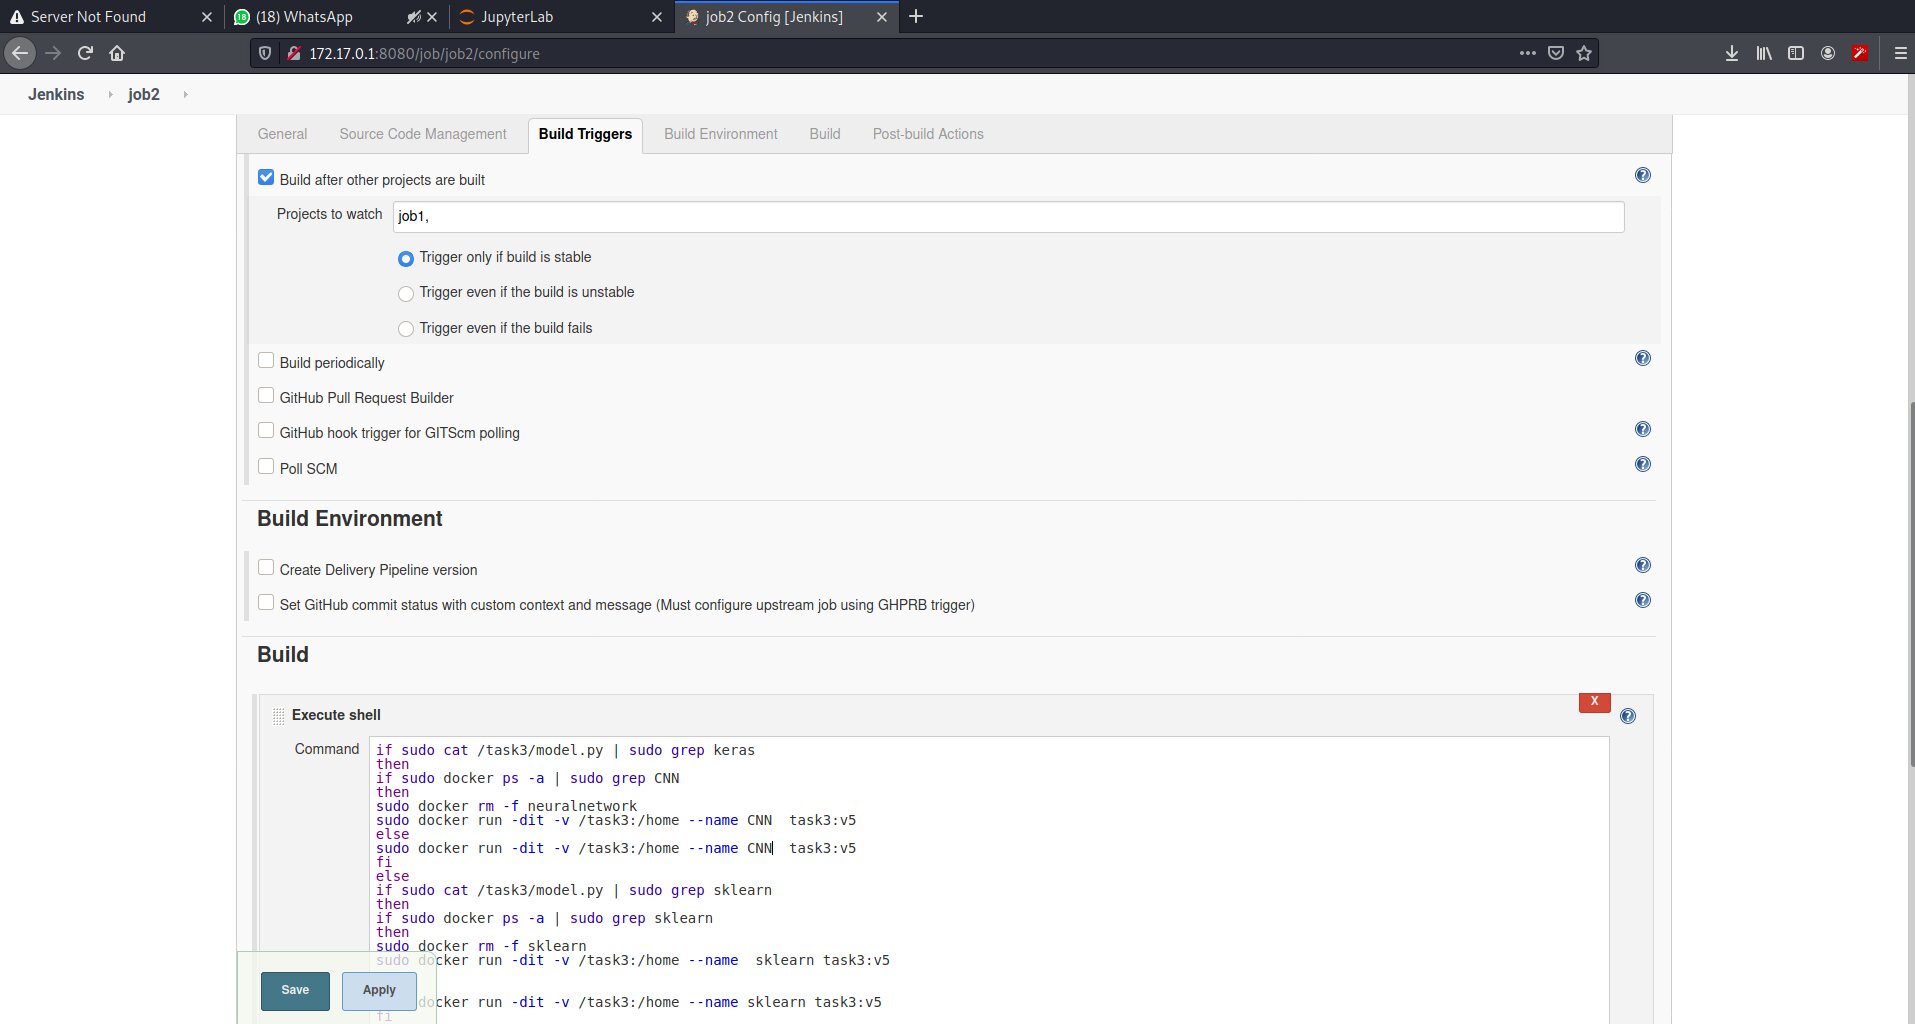 Server Not Found
(18) WhatsApp
JupyterLab
job2 Config [Jenkins]
172.17.0.1:8080/job/job2/configure
Jenkins
job2
General
Source Code Management
Build Triggers
Build Environment
Build
Post-build Actions
Build after other projects are built
Projects to watch
job1,
Trigger only if build is stable
Trigger even if the build is unstable
Trigger even if the build fails
Build periodically
GitHub Pull Request Builder
GitHub hook trigger for GITScm polling
Poll SCM
Build Environment
Create Delivery Pipeline version
Set GitHub commit status with custom context and message (Must configure upstream job using GHPRB trigger)
Build
X
Execute shell
Command
if sudo cat /task3/model.py | sudo grep keras
then
if sudo docker ps -a | sudo grep CNN
then
sudo docker rm -f neuralnetwork
sudo docker run -dit -v /task3:/home --name CNN  task3:v5
else
sudo docker run -dit -v /task3:/home --name CNN  task3:v5
fi
else
if sudo cat /task3/model.py | sudo grep sklearn
then
if sudo docker ps -a | sudo grep sklearn
then
sudo docker rm -f sklearn
sudo docker run -dit -v /task3:/home --name  sklearn task3:v5
docker run -dit -v /task3:/home --name sklearn task3:v5
fi
Save
Apply